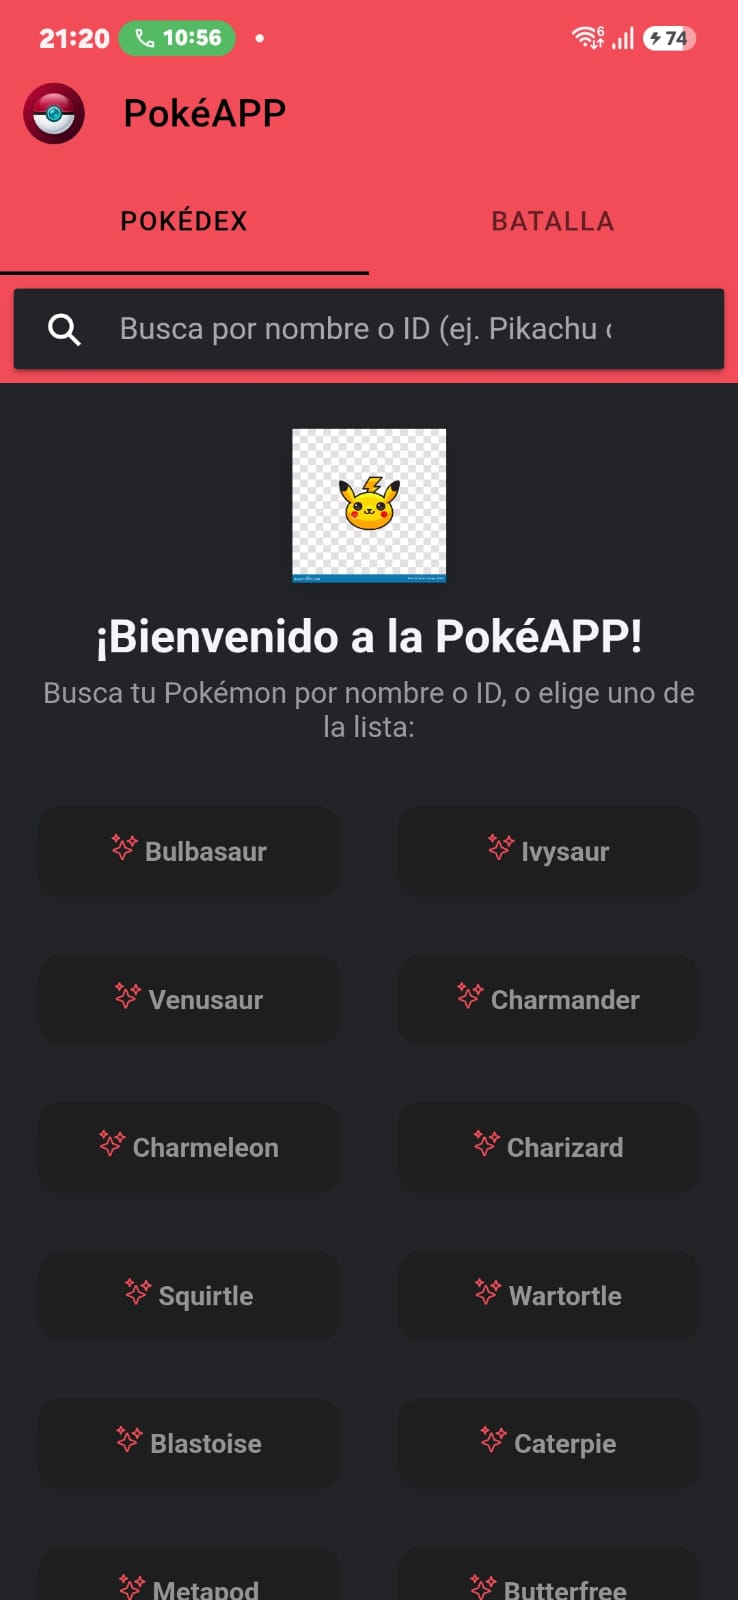 21:20 10:56 6 74
PokéAPP
POKÉDEX BATALLA
Busca por nombre o ID (ej. Pikachu
¡Bienvenido a la PokéAPP!
Busca tu Pokémon por nombre o ID, o elige uno de
la lista:
Bulbasaur Ivysaur
Venusaur Charmander
Charmeleon Charizard
Squirtle Wartortle
Blastoise Caterpie
Metapod Butterfree